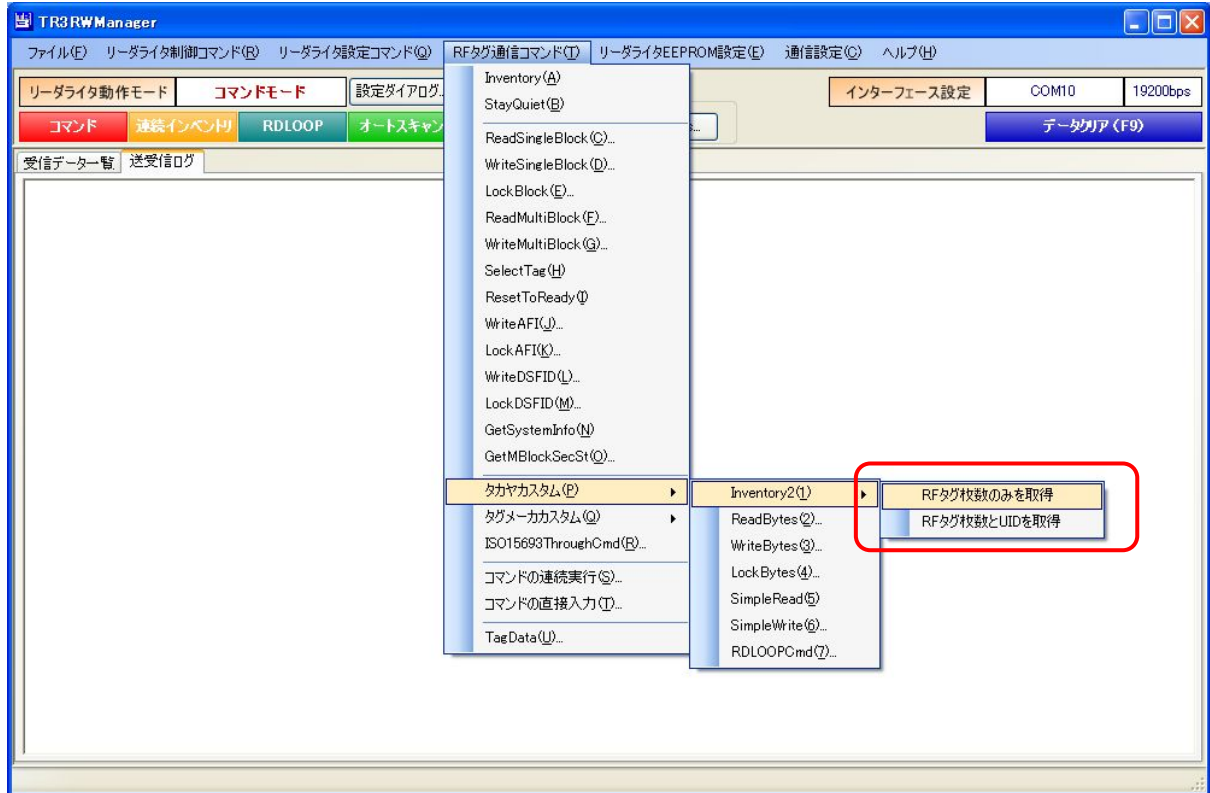 TR3RWManager
ファイル(F) リーダライタ制御コマンド(R) リーダライタ設定コマンド(Q) RFタグ通信コマンド(T) リーダライタEEPROM設定(E) 通信設定(C) ヘルプ(H)
リーダライタ動作モード コマンドモード 設定ダイアログ... インターフェース設定 COM10 19200bps
コマンド 連続インベントリ RDLOOP オートスキャン s... データクリア(F9)
受信データ一覧 送受信ログ
Inventory(A)
StayQuiet(B)
ReadSingleBlock(C)...
WriteSingleBlock(D)...
LockBlock(E)...
ReadMultiBlock(F)...
WriteMultiBlock(G)...
SelectTag(H)
ResetToReady(I)
WriteAFI(J)...
LockAFI(K)...
WriteDSFID(L)...
LockDSFID(M)...
GetSystemInfo(N)
GetMBlockSecSt(O)...
タカヤカスタム(P)
タグメーカカスタム(Q)
ISO15693ThroughCmd(R)...
コマンドの連続実行(S)...
コマンドの直接入力(T)...
TagData(U)...
Inventory2(1)
ReadBytes(2)...
WriteBytes(3)...
LockBytes(4)...
SimpleRead(5)
SimpleWrite(6)...
RDLOOPCmd(7)...
RFタグ枚数のみを取得
RFタグ枚数とUIDを取得